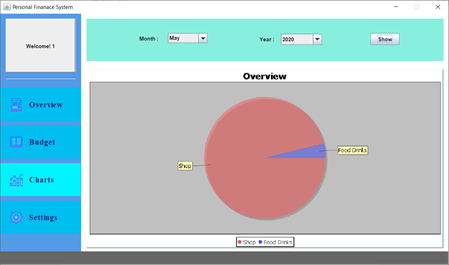 Personal Finanace System
Month : May Year : 2020 Show
Welcome! 1
Overview
Overview
Budget
Charts
Settings
Shop
Food Drinks
Shop Food Drinks